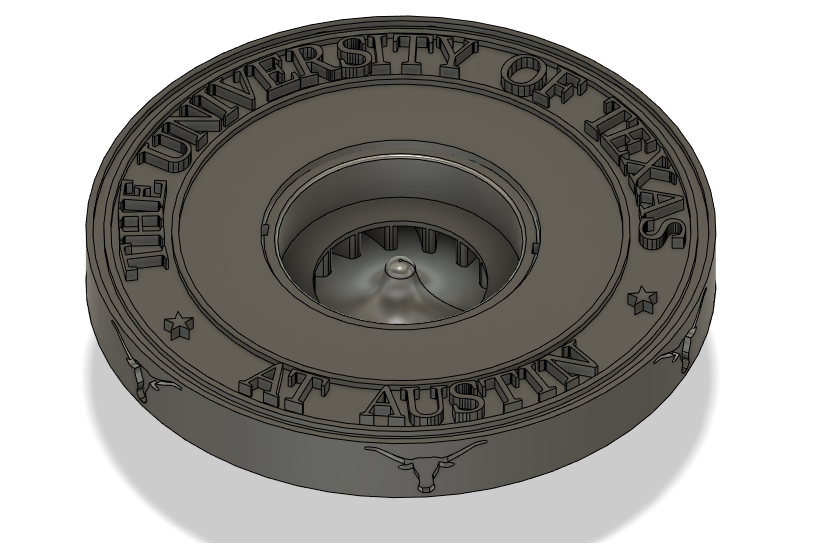 THE UNIVERSITY OF TEXAS
AT AUSTIN